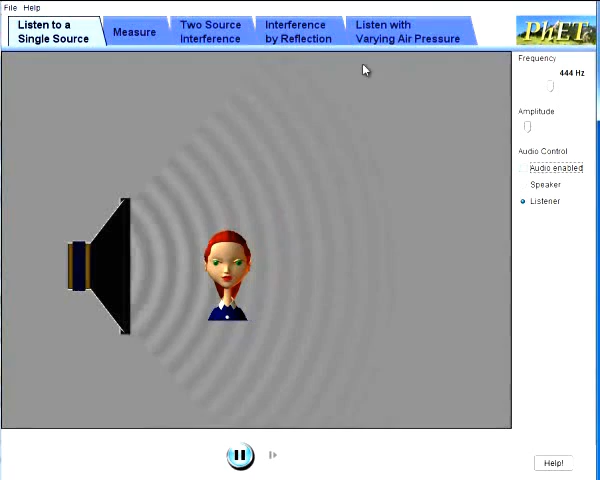 File Help
Listen to a
Single Source
Measure
Two Source
Interference
Interference
by Reflection
Listen with
Varying Air Pressure
PhET
Frequency
444 Hz
Amplitude
Audio Control
Audio enabled
Speaker
Listener
Help!